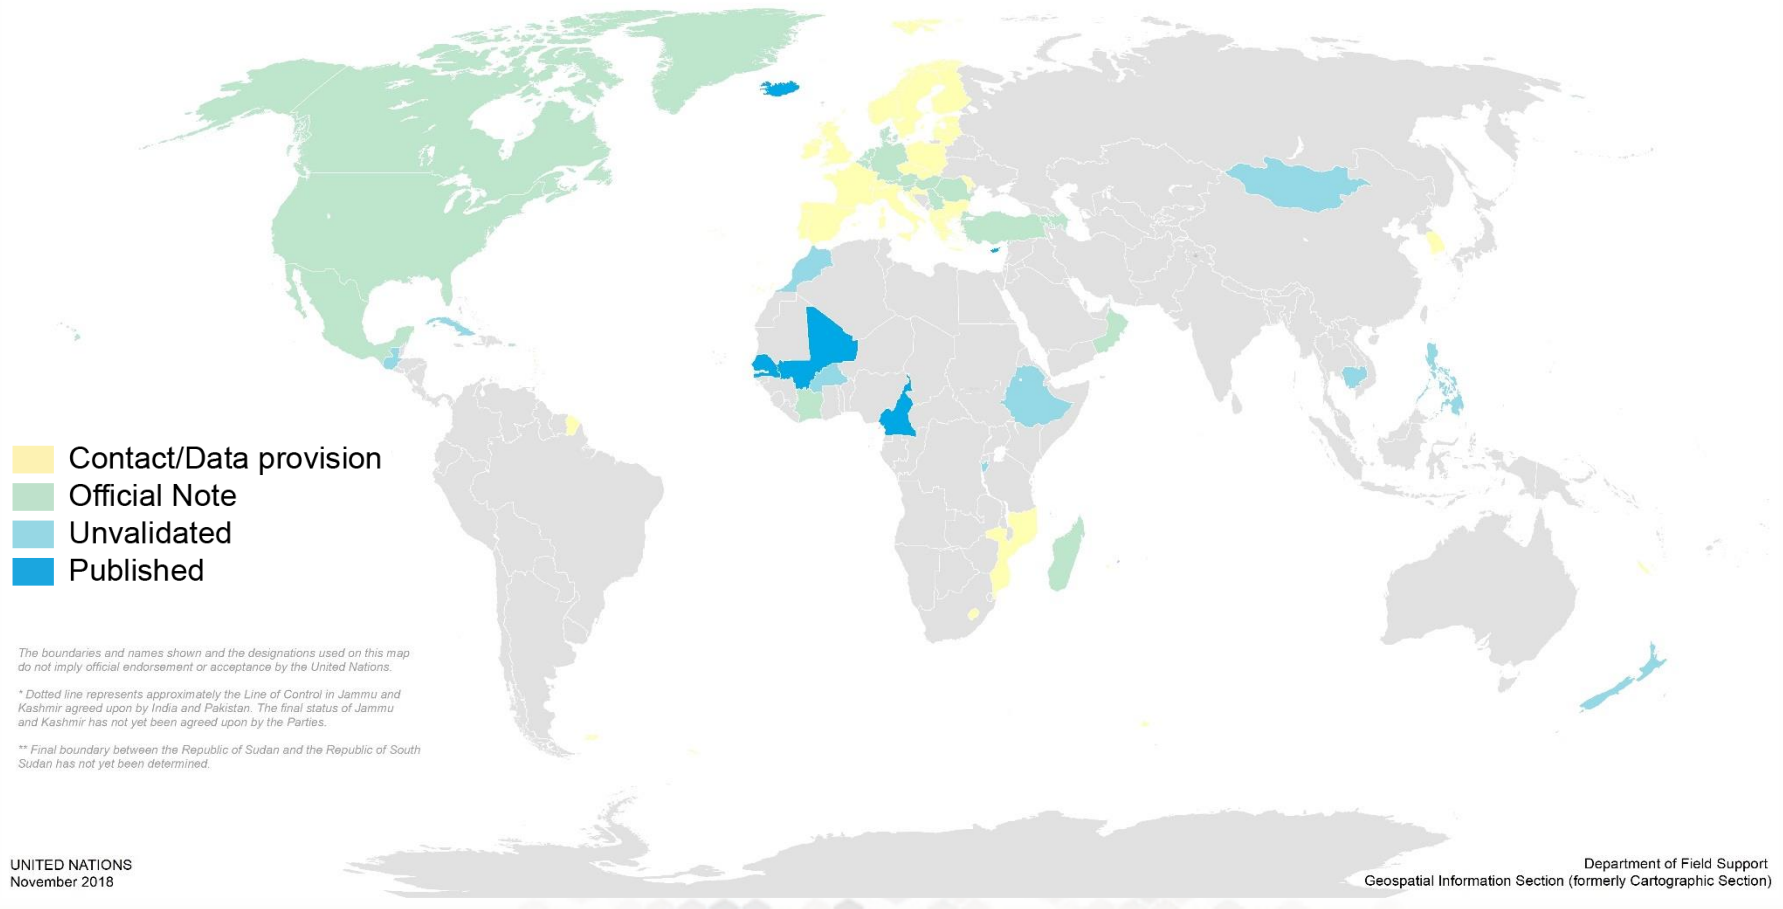 Contact/Data provision
Official Note
Unvalidated
Published
The boundaries and names shown and the designations used on this map
do not imply official endorsement or acceptance by the United Nations.
* Dotted line represents approximately the Line of Control in Jammu and
Kashmir agreed upon by India and Pakistan. The final status of Jammu
and Kashmir has not yet been agreed upon by the Parties.
** Final boundary between the Republic of Sudan and the Republic of South
Sudan has not yet been determined.
UNITED NATIONS
November 2018
Department of Field Support
Geospatial Information Section (formerly Cartographic Section)